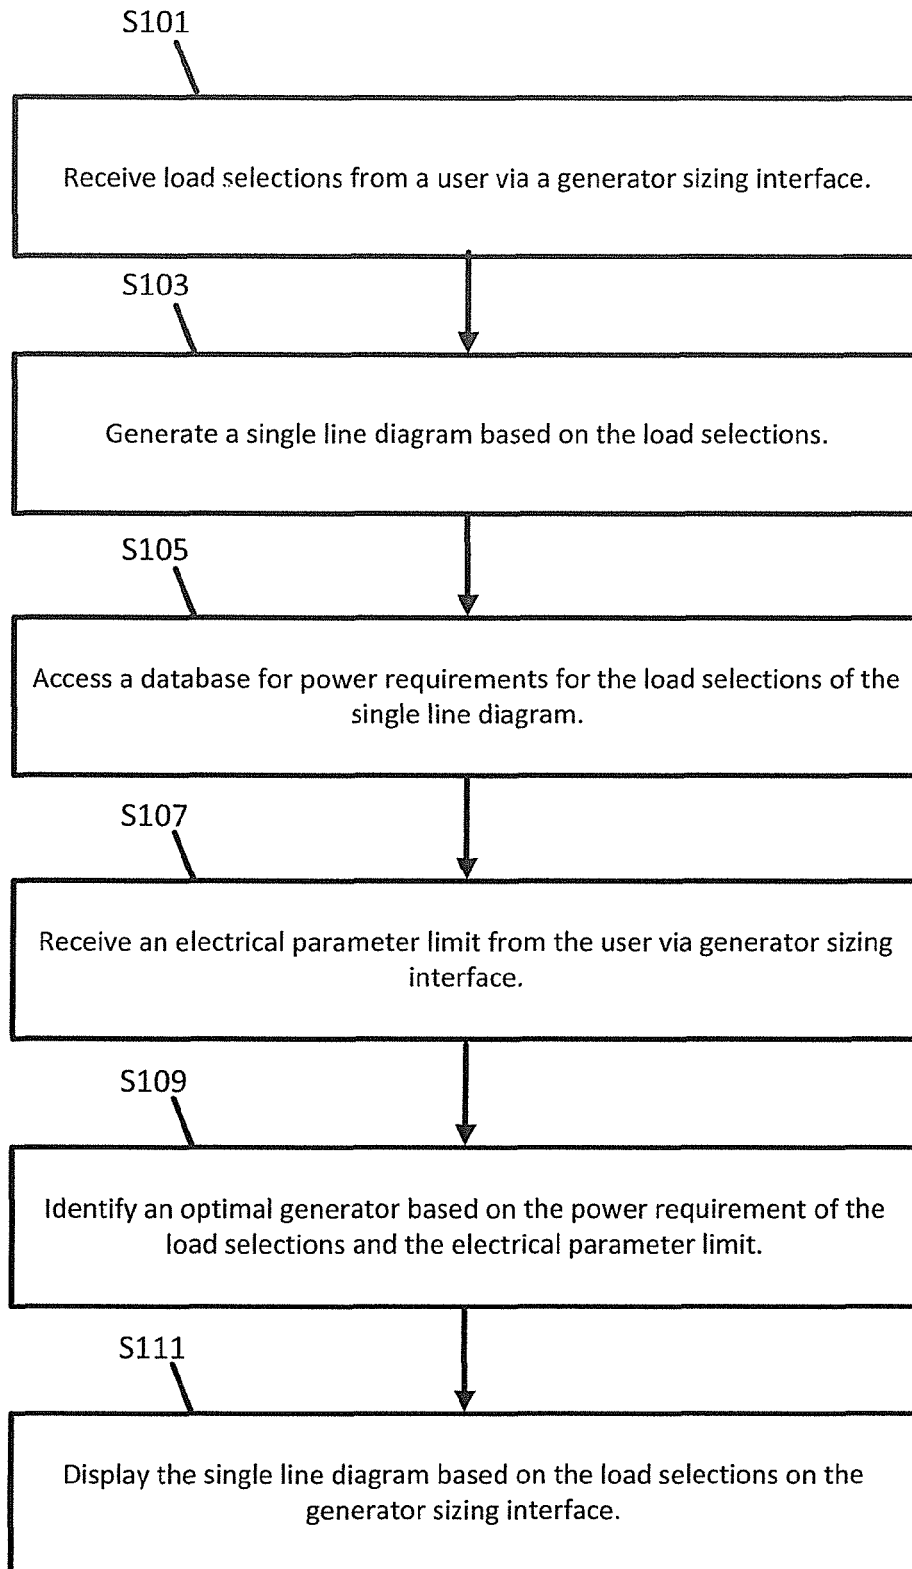 S101
Receive load selections from a user via a generator sizing interface.
S103
Generate a single line diagram based on the load selections.
S105
Access a database for power requirements for the load selections of the
single line diagram.
S107
Receive an electrical parameter limit from the user via generator sizing
interface.
S109
Identify an optimal generator based on the power requirement of the
load selections and the electrical parameter limit.
S111
Display the single line diagram based on the load selections on the
generator sizing interface.